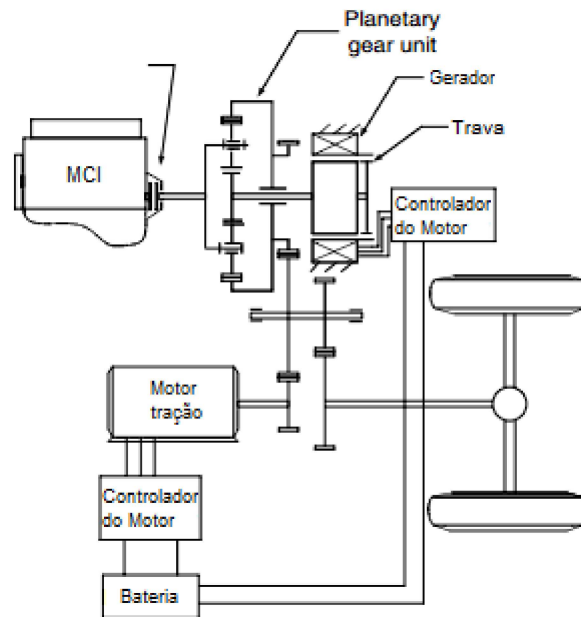 Planetary
gear unit
Gerador
Trava
MCI
Controlador
do Motor
Motor
tração
Controlador
do Motor
Bateria